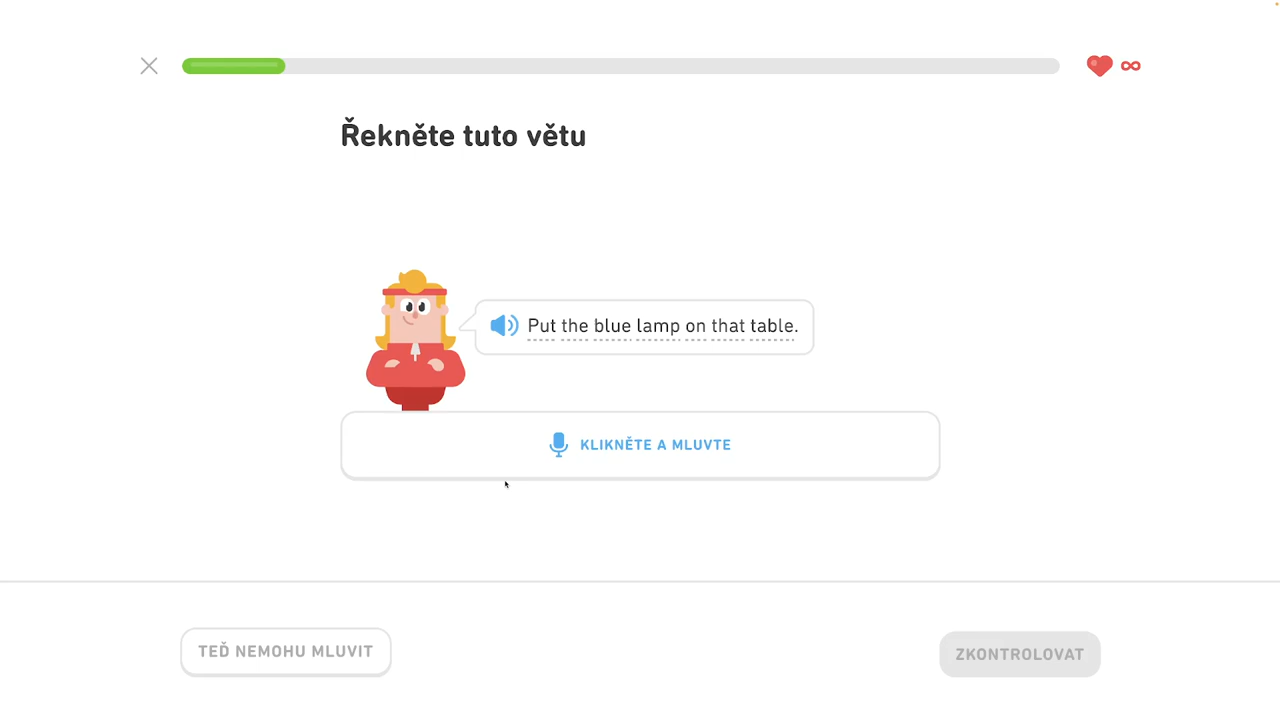 Řekněte tuto větu
Put the blue lamp on that table.
KLIKNĚTE A MLUVTE
TEĎ NEMOHU MLUVIT
ZKONTROLOVAT